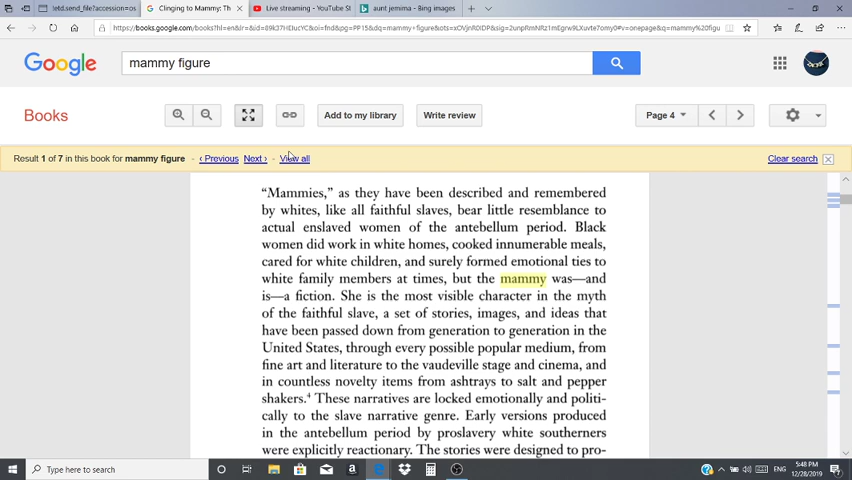 !etd.send_file?accession=os
Clinging to Mammy: Th
Live streaming - YouTube St
aunt jemima - Bing images
Google
mammy figure
Books
Add to my library
Write review
Page 4
Result 1 of 7 in this book for mammy figure - ‹ Previous Next › - View all
Clear search
“Mammies,” as they have been described and remembered
by whites, like all faithful slaves, bear little resemblance to
actual enslaved women of the antebellum period. Black
women did work in white homes, cooked innumerable meals,
cared for white children, and surely formed emotional ties to
white family members at times, but the mammy was—and
is—a fiction. She is the most visible character in the myth
of the faithful slave, a set of stories, images, and ideas that
have been passed down from generation to generation in the
United States, through every possible popular medium, from
fine art and literature to the vaudeville stage and cinema, and
in countless novelty items from ashtrays to salt and pepper
shakers.4 These narratives are locked emotionally and politi-
cally to the slave narrative genre. Early versions produced
in the antebellum period by proslavery white southerners
were explicitly reactionary. The stories were designed to pro-
Type here to search
5:48 PM
12/28/2019